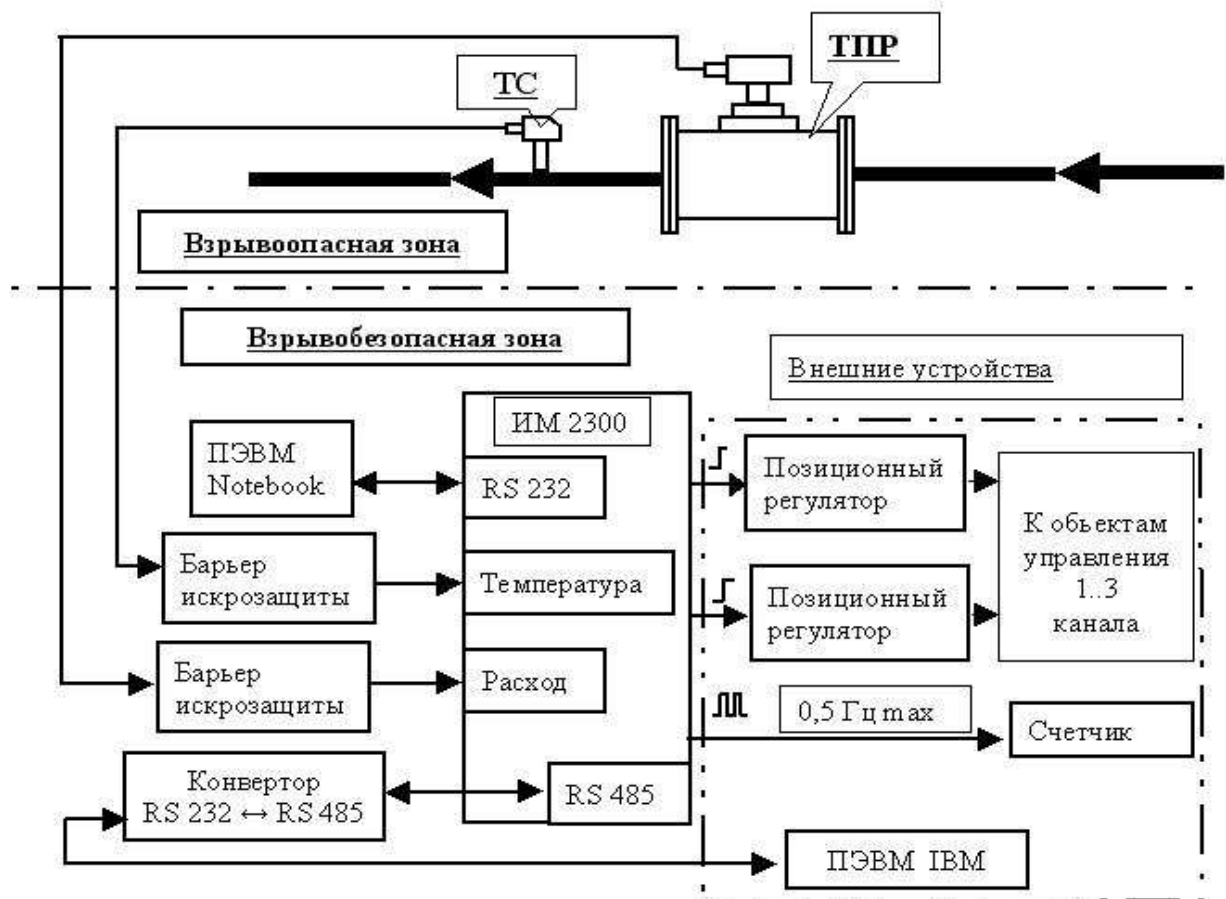 ТПР
ТС
Взрывоопасная зона
Взрывобезопасная зона
Внешние устройства
ИМ 2300
ПЭВМ
Notebook
RS 232
Позиционный
регулятор
К обьектам
управления
1..3
канала
Барьер
искрозащиты
Температура
Позиционный
регулятор
Барьер
искрозащиты
Расход
0,5 Гц max
Счетчик
Конвертор
RS 232 ↔ RS 485
RS 485
ПЭВМ IBM